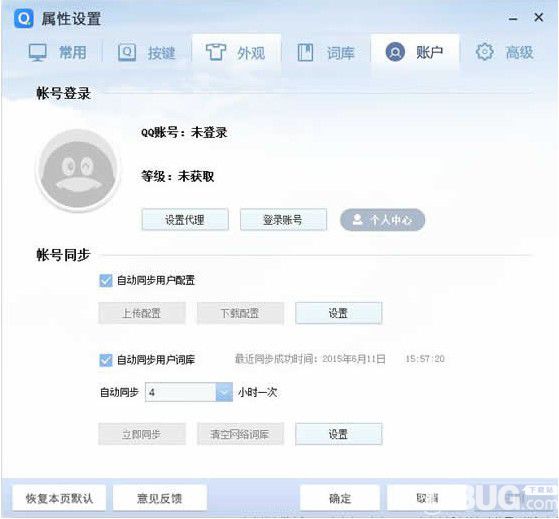 Q 属性设置
常用 Q 按键 外观 词库 账户 高级
帐号登录
QQ账号：未登录
等级：未获取
设置代理 登录账号 个人中心
帐号同步
自动同步用户配置
上传配置 下载配置 设置
自动同步用户词库 最近同步成功时间：2015年6月11日 15:57:20
自动同步 4 小时一次
立即同步 清空网络词库 设置
恢复本页默认 意见反馈 确定 取消
下载站
BUG